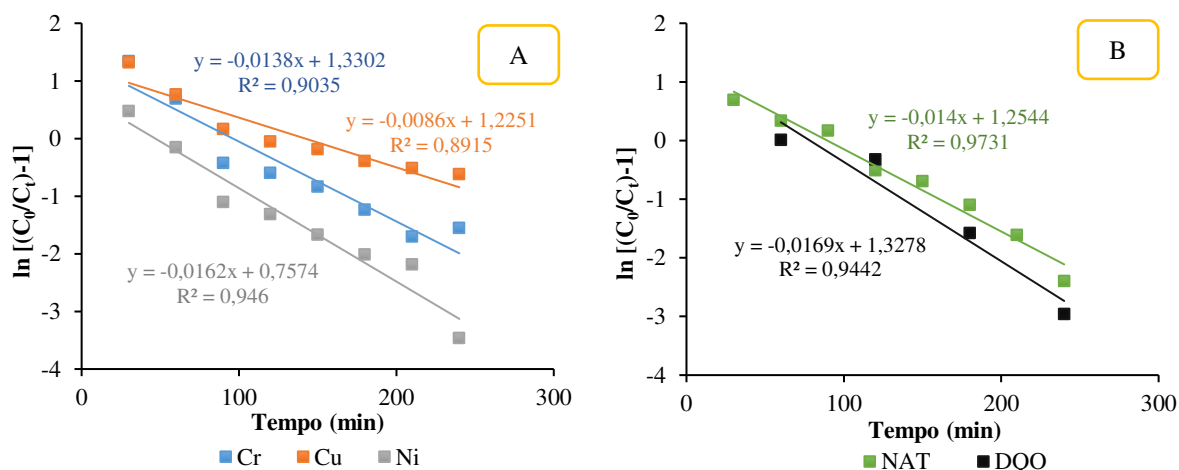 A
ln [(C₀/Cₜ)-1]
2
1
0
-1
-2
-3
-4
y = -0,0138x + 1,3302
R² = 0,9035
y = -0,0086x + 1,2251
R² = 0,8915
y = -0,0162x + 0,7574
R² = 0,946
0 100 200 300
Tempo (min)
Cr Cu Ni
B
ln [(C₀/Cₜ)-1]
2
1
0
-1
-2
-3
-4
y = -0,014x + 1,2544
R² = 0,9731
y = -0,0169x + 1,3278
R² = 0,9442
0 100 200 300
Tempo (min)
NAT DOO